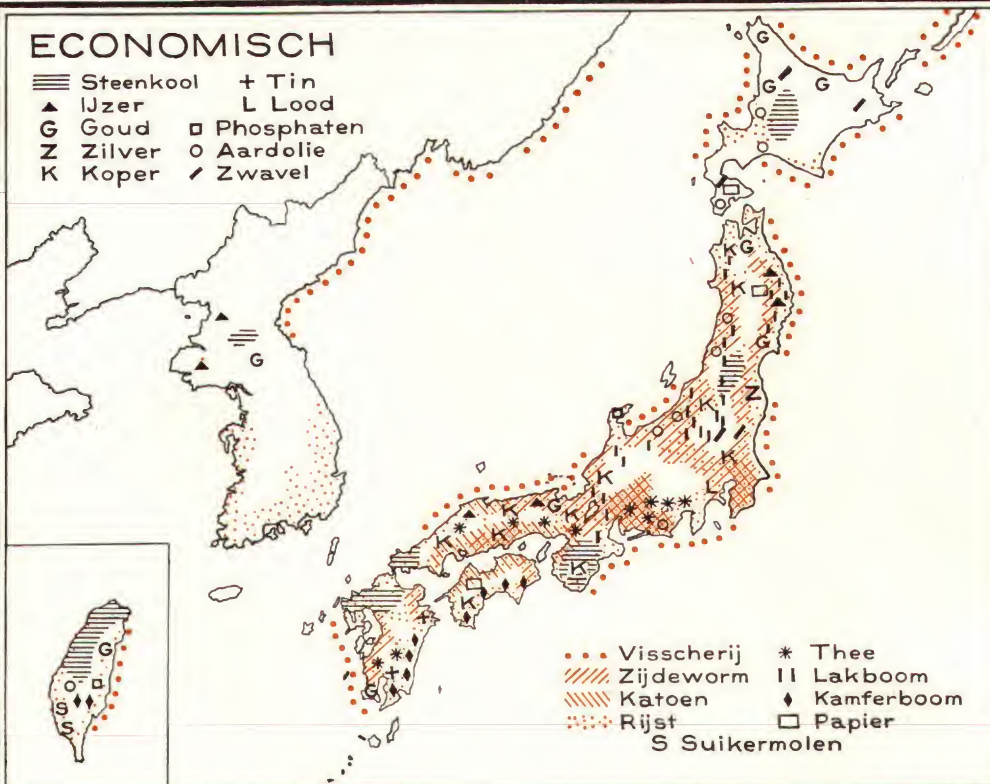 ECONOMISCH
Steenkool + Tin
IJzer L Lood
G Goud Phosphaten
Z Zilver Aardolie
K Koper Zwavel
G
G G
K G
K
G
G
Z
K
K
K G
K K
K K
K
K
G
G
S
S
Visscherij Thee
Zijdeworm Lakboom
Katoen Kamferboom
Rijst Papier
S Suikermolen